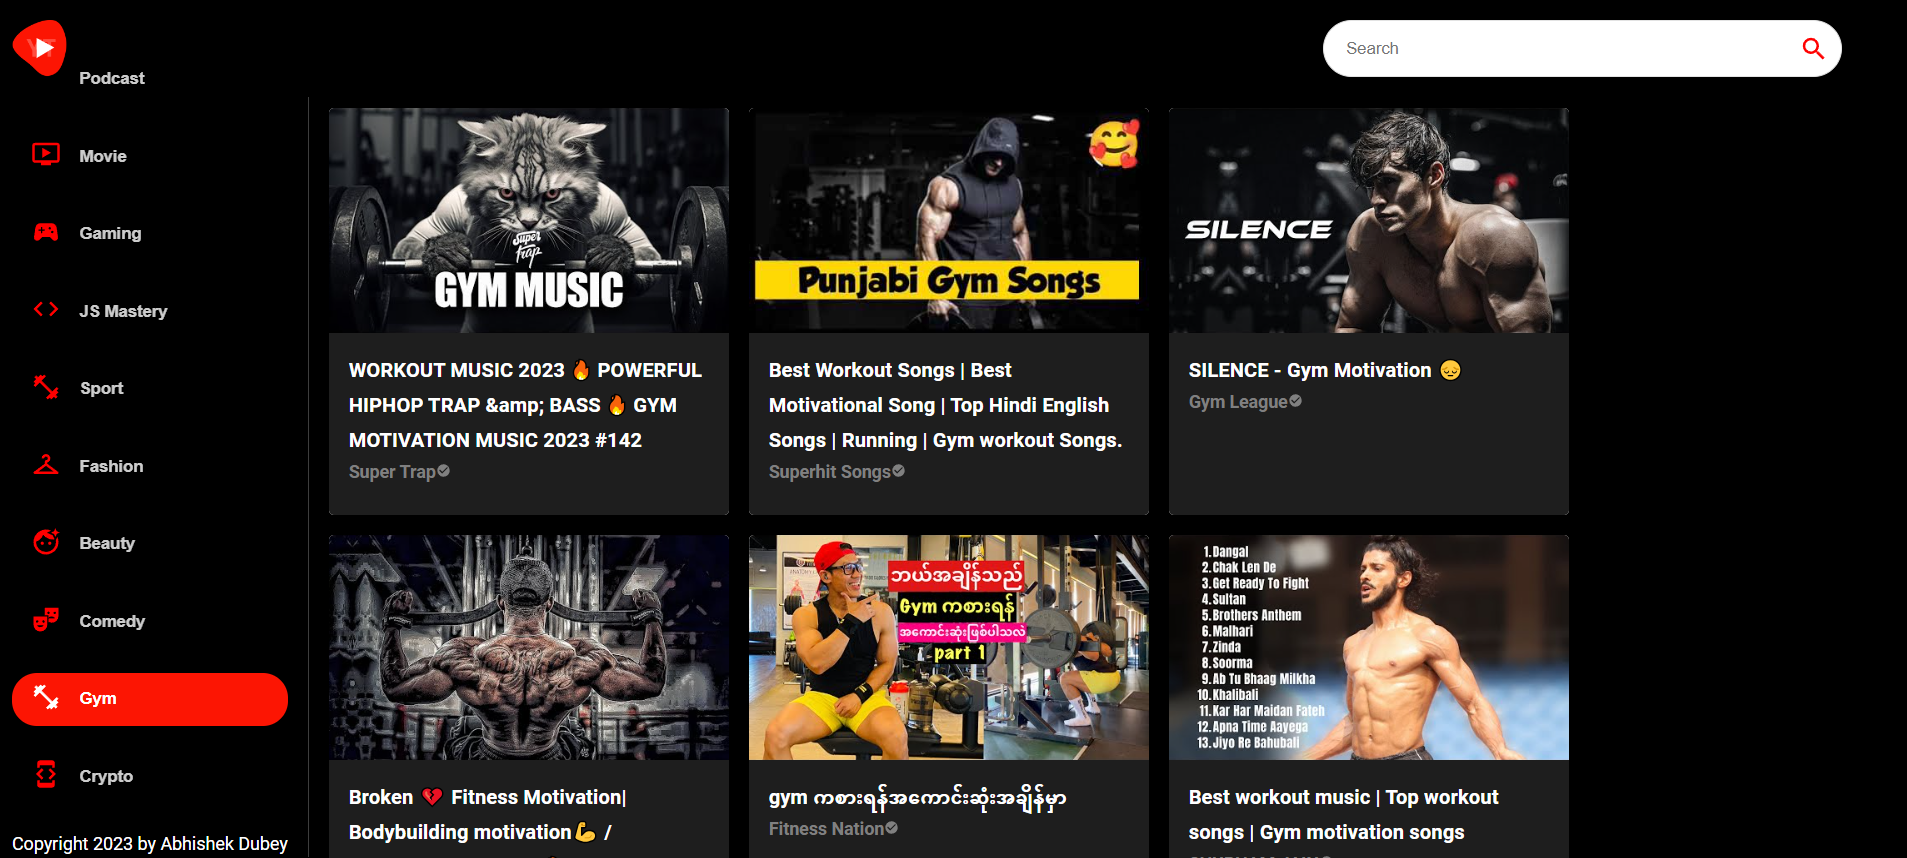 YT
Search
Podcast
Movie
Gaming
JS Mastery
Sport
Fashion
Beauty
Comedy
Gym
Crypto
Copyright 2023 by Abhishek Dubey
Super
Trap
GYM MUSIC
WORKOUT MUSIC 2023 🔥 POWERFUL
HIPHOP TRAP &amp; BASS 🔥 GYM
MOTIVATION MUSIC 2023 #142
Super Trap
Punjabi Gym Songs
Best Workout Songs | Best
Motivational Song | Top Hindi English
Songs | Running | Gym workout Songs.
Superhit Songs
SILENCE
SILENCE - Gym Motivation 😔
Gym League
Broken 💔 Fitness Motivation|
Bodybuilding motivation💪 /
ဘယ်အချိန်သည်
Gym ကစားရန်
အကောင်းဆုံးဖြစ်ပါသလဲ
part 1
gym ကစားရန်အကောင်းဆုံးအချိန်မှာ
Fitness Nation
1.Dangal
2.Chak Len De
3.Get Ready To Fight
4.Sultan
5.Brothers Anthem
6.Malhari
7.Zinda
8.Soorma
9.Ab Tu Bhaag Milkha
10.Khalibali
11.Kar Har Maidan Fateh
12.Apna Time Aayega
13.Jiyo Re Bahubali
Best workout music | Top workout
songs | Gym motivation songs